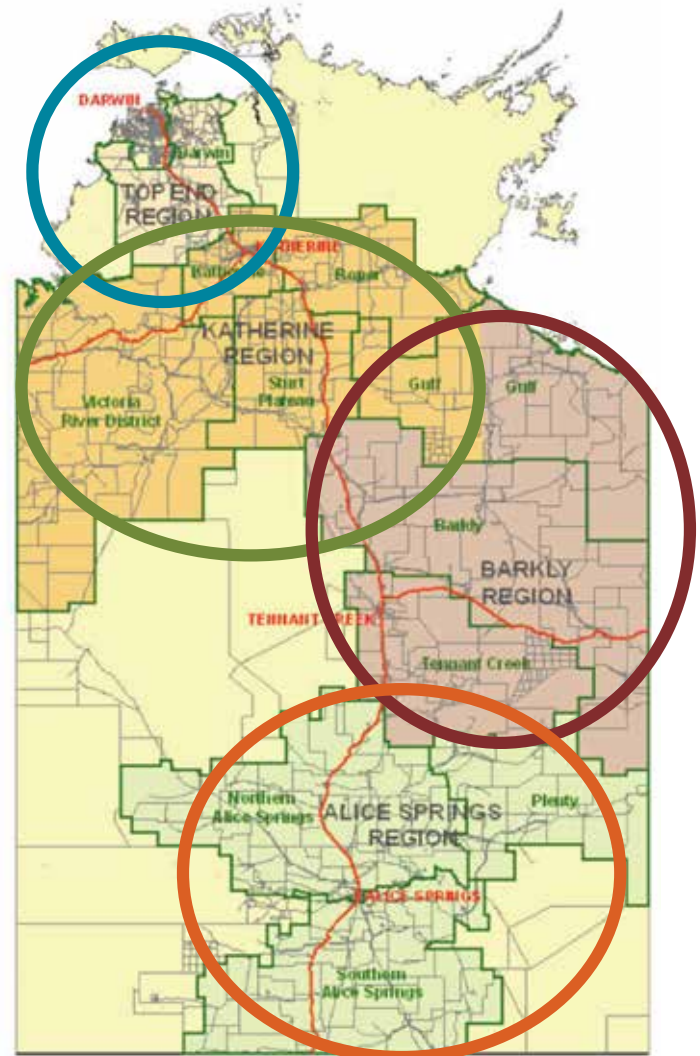 DARWIN
Darwin
TOP END
REGION
KATHERINE
Katherine
Roper
KATHERINE
REGION
Sturt
Plateau
Gulf
Gulf
Victoria
River District
Barkly
BARKLY
REGION
TENNANT CREEK
Tennant Creek
Northern
Alice Springs
ALICE SPRINGS
REGION
Plenty
ALICE SPRINGS
Southern
Alice Springs